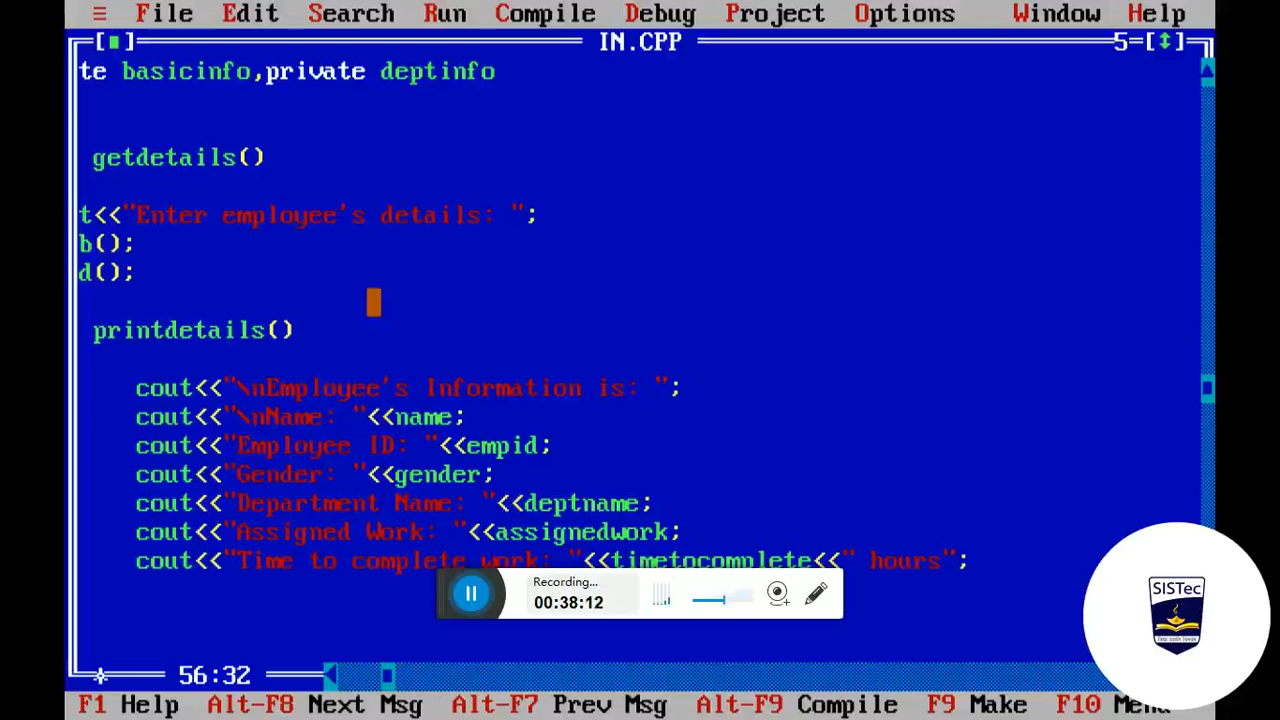 ≡ File Edit Search Run Compile Debug Project Options Window Help
[■] IN.CPP 5=[↕]
te basicinfo,private deptinfo
getdetails()
t<<"Enter employee's details: ";
b();
d();
printdetails()
cout<<"\nEmployee's Information is: ";
cout<<"\nName: "<<name;
cout<<"Employee ID: "<<empid;
cout<<"Gender: "<<gender;
cout<<"Department Name: "<<deptname;
cout<<"Assigned Work: "<<assignedwork;
cout<<"Time to complete work: "<<timetocomplete<<" hours";
Recording...
00:38:12
SISTec
56:32
F1 Help Alt-F8 Next Msg Alt-F7 Prev Msg Alt-F9 Compile F9 Make F10 Menu